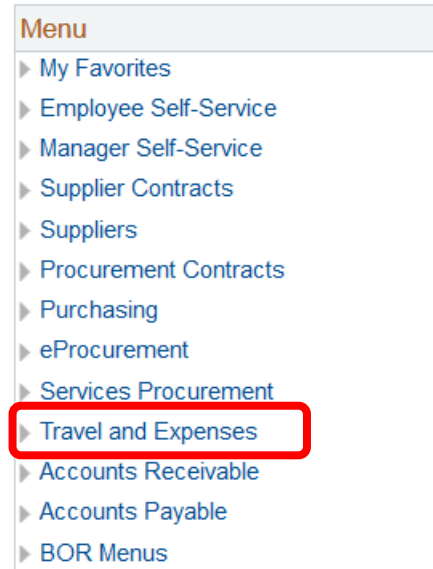 Menu
My Favorites
Employee Self-Service
Manager Self-Service
Supplier Contracts
Suppliers
Procurement Contracts
Purchasing
eProcurement
Services Procurement
Travel and Expenses
Accounts Receivable
Accounts Payable
BOR Menus